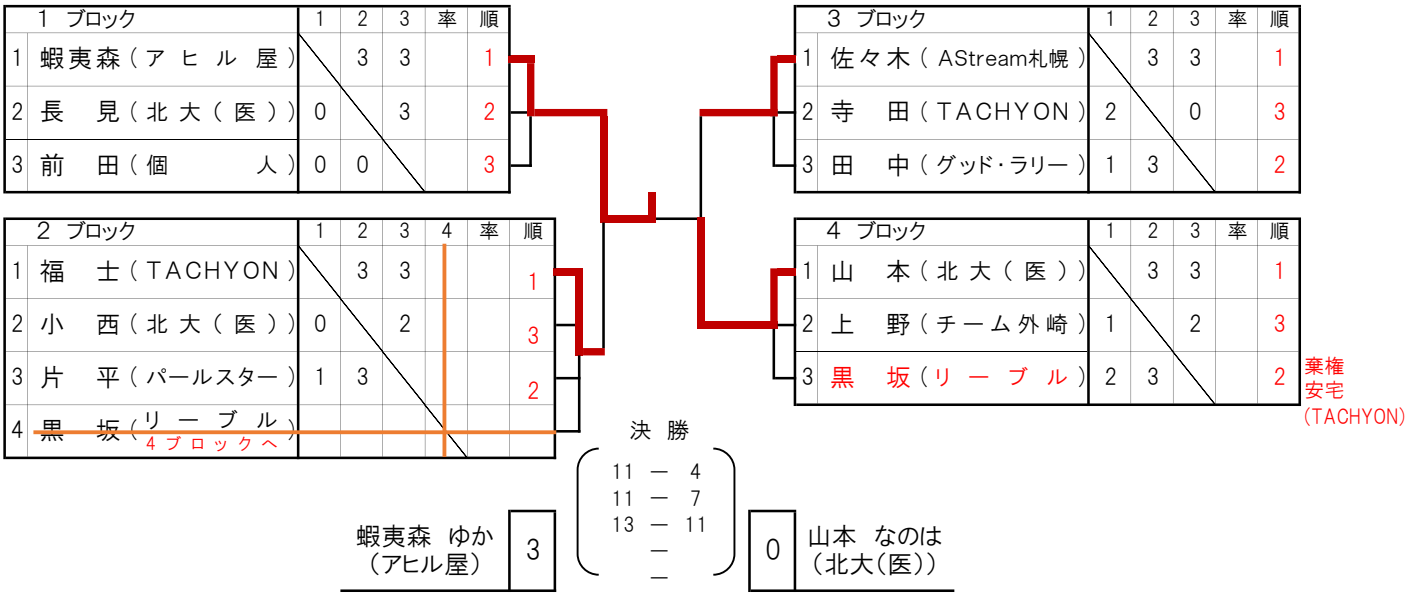 1 ブロック 1 2 3 率 順
1 蝦夷森(アヒル屋) 3 3 1
2 長見(北大(医)) 0 3 2
3 前田(個人) 0 0 3
2 ブロック 1 2 3 4 率 順
1 福士(TACHYON) 3 3 1
2 小西(北大(医)) 0 2 3
3 片平(パールスター) 1 3 2
4 黒坂(リーブル)
4ブロックへ
3 ブロック 1 2 3 率 順
1 佐々木(AStream札幌) 3 3 1
2 寺田(TACHYON) 2 0 3
3 田中(グッド・ラリー) 1 3 2
4 ブロック 1 2 3 率 順
1 山本(北大(医)) 3 3 1
2 上野(チーム外崎) 1 2 3
3 黒坂(リーブル) 2 3 2
棄権
安宅
(TACHYON)
決勝
11 － 4
11 － 7
13 － 11
－
－
蝦夷森 ゆか
(アヒル屋)
3
0
山本 なのは
(北大(医))